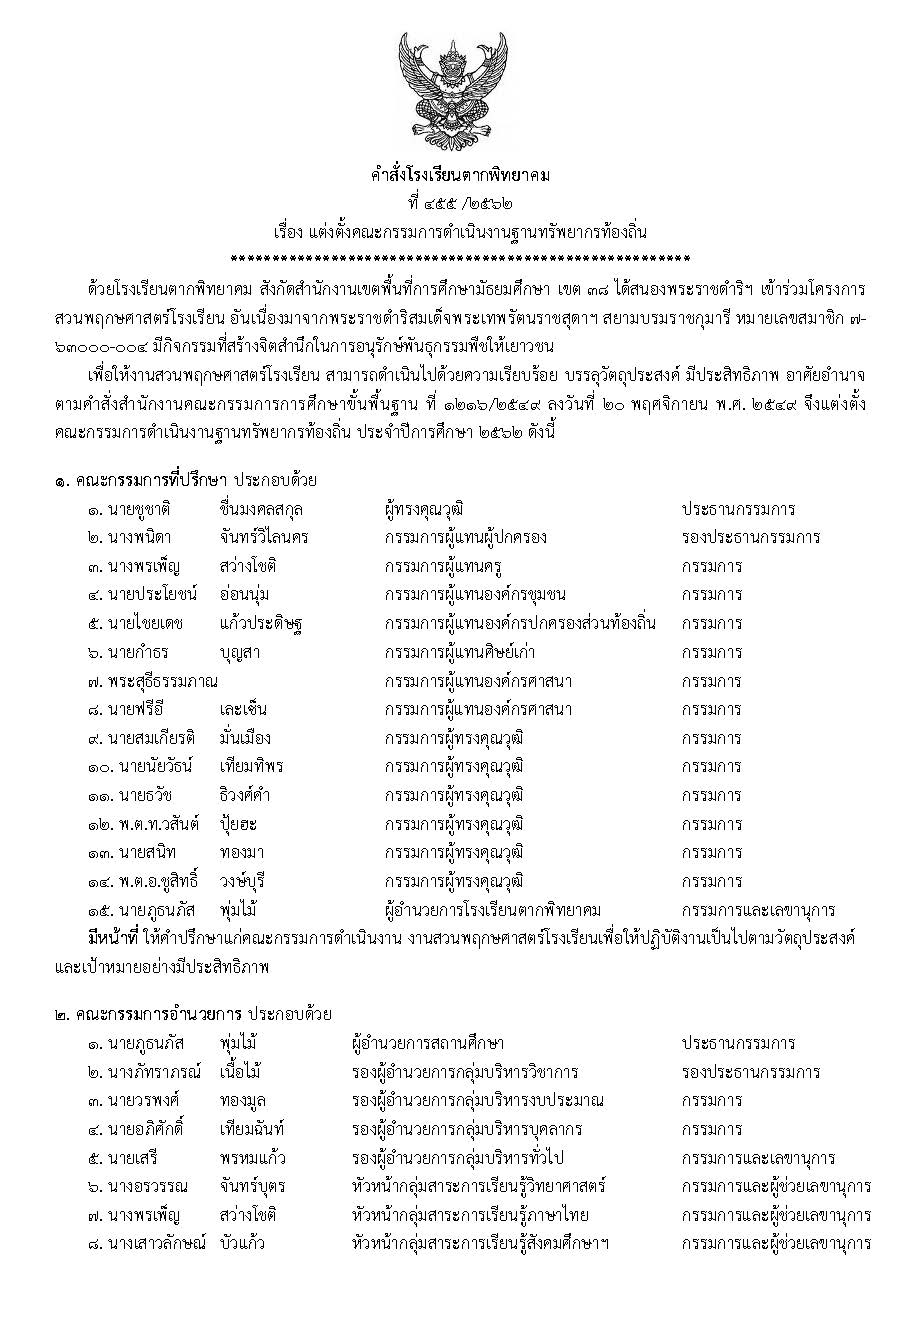 คำสั่งโรงเรียนตากพิทยาคม
ที่ ๔๕๕ /๒๕๖๒
เรื่อง แต่งตั้งคณะกรรมการดำเนินงานฐานทรัพยากรท้องถิ่น
*******************************************************
ด้วยโรงเรียนตากพิทยาคม สังกัดสำนักงานเขตพื้นที่การศึกษามัธยมศึกษา เขต ๓๘ ได้สนองพระราชดำริฯ เข้าร่วมโครงการ
สวนพฤกษศาสตร์โรงเรียน อันเนื่องมาจากพระราชดำริสมเด็จพระเทพรัตนราชสุดาฯ สยามบรมราชกุมารี หมายเลขสมาชิก ๗-
๖๓๐๐๐-๐๐๔ มีกิจกรรมที่สร้างจิตสำนึกในการอนุรักษ์พันธุกรรมพืชให้เยาวชน
เพื่อให้งานสวนพฤกษศาสตร์โรงเรียน สามารถดำเนินไปด้วยความเรียบร้อย บรรลุวัตถุประสงค์ มีประสิทธิภาพ อาศัยอำนาจ
ตามคำสั่งสำนักงานคณะกรรมการการศึกษาขั้นพื้นฐาน ที่ ๑๒๑๖/๒๕๔๙ ลงวันที่ ๒๐ พฤศจิกายน พ.ศ. ๒๕๔๙ จึงแต่งตั้ง
คณะกรรมการดำเนินงานฐานทรัพยากรท้องถิ่น ประจำปีการศึกษา ๒๕๖๒ ดังนี้
๑. คณะกรรมการที่ปรึกษา ประกอบด้วย
๑. นายชูชาติ ชื่นมงคลสกุล ผู้ทรงคุณวุฒิ ประธานกรรมการ
๒. นางพนิดา จันทร์วิไลนคร กรรมการผู้แทนผู้ปกครอง รองประธานกรรมการ
๓. นางพรเพ็ญ สว่างโชติ กรรมการผู้แทนครู กรรมการ
๔. นายประโยชน์ อ่อนนุ่ม กรรมการผู้แทนองค์กรชุมชน กรรมการ
๕. นายไชยเดช แก้วประดิษฐ กรรมการผู้แทนองค์กรปกครองส่วนท้องถิ่น กรรมการ
๖. นายกำธร บุญสา กรรมการผู้แทนศิษย์เก่า กรรมการ
๗. พระสุธีธรรมภาณ กรรมการผู้แทนองค์กรศาสนา กรรมการ
๘. นายฟรีอี เละเซ็น กรรมการผู้แทนองค์กรศาสนา กรรมการ
๙. นายสมเกียรติ มั่นเมือง กรรมการผู้ทรงคุณวุฒิ กรรมการ
๑๐. นายนัยวัธน์ เทียมทิพร กรรมการผู้ทรงคุณวุฒิ กรรมการ
๑๑. นายธวัช ธิวงศ์คำ กรรมการผู้ทรงคุณวุฒิ กรรมการ
๑๒. พ.ต.ท.วสันต์ ปุ้ยฮะ กรรมการผู้ทรงคุณวุฒิ กรรมการ
๑๓. นายสนิท ทองมา กรรมการผู้ทรงคุณวุฒิ กรรมการ
๑๔. พ.ต.อ.ชูสิทธิ์ วงษ์บุรี กรรมการผู้ทรงคุณวุฒิ กรรมการ
๑๕. นายภูธนภัส พุ่มไม้ ผู้อำนวยการโรงเรียนตากพิทยาคม กรรมการและเลขานุการ
มีหน้าที่ ให้คำปรึกษาแก่คณะกรรมการดำเนินงาน งานสวนพฤกษศาสตร์โรงเรียนเพื่อให้ปฏิบัติงานเป็นไปตามวัตถุประสงค์
และเป้าหมายอย่างมีประสิทธิภาพ
๒. คณะกรรมการอำนวยการ ประกอบด้วย
๑. นายภูธนภัส พุ่มไม้ ผู้อำนวยการสถานศึกษา ประธานกรรมการ
๒. นางภัทราภรณ์ เนื้อไม้ รองผู้อำนวยการกลุ่มบริหารวิชาการ รองประธานกรรมการ
๓. นายวรพงศ์ ทองมูล รองผู้อำนวยการกลุ่มบริหารงบประมาณ กรรมการ
๔. นายอภิศักดิ์ เทียมฉันท์ รองผู้อำนวยการกลุ่มบริหารบุคลากร กรรมการ
๕. นายเสรี พรหมแก้ว รองผู้อำนวยการกลุ่มบริหารทั่วไป กรรมการและเลขานุการ
๖. นางอรวรรณ จันทร์บุตร หัวหน้ากลุ่มสาระการเรียนรู้วิทยาศาสตร์ กรรมการและผู้ช่วยเลขานุการ
๗. นางพรเพ็ญ สว่างโชติ หัวหน้ากลุ่มสาระการเรียนรู้ภาษาไทย กรรมการและผู้ช่วยเลขานุการ
๘. นางเสาวลักษณ์ บัวแก้ว หัวหน้ากลุ่มสาระการเรียนรู้สังคมศึกษาฯ กรรมการและผู้ช่วยเลขานุการ